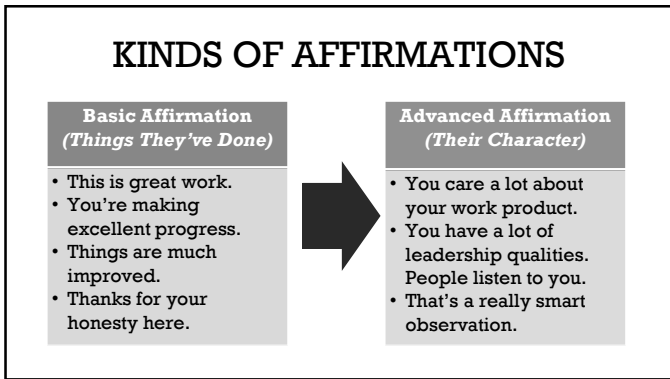 KINDS OF AFFIRMATIONS
Basic Affirmation
(Things They've Done)
• This is great work.
• You're making
excellent progress.
• Things are much
improved.
• Thanks for your
honesty here.
Advanced Affirmation
(Their Character)
• You care a lot about
your work product.
• You have a lot of
leadership qualities.
People listen to you.
• That's a really smart
observation.